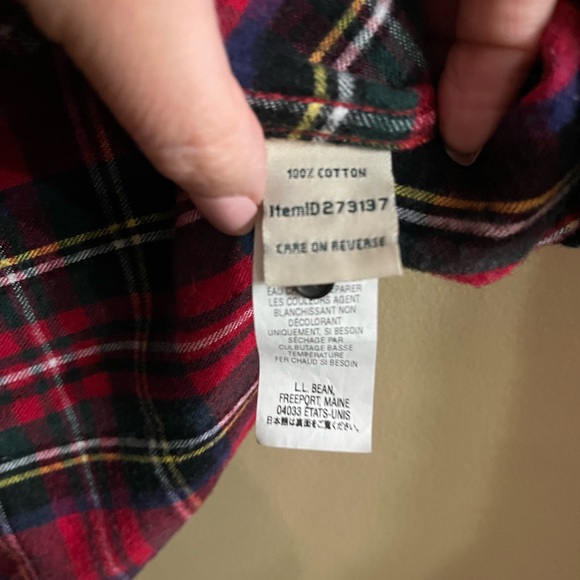 100% COTTON
ItemID273137
CARE ON REVERSE
EAU PARER
LES COULEURS AGENT
BLANCHISSANT NON
DÉCOLORANT
UNIQUEMENT, SI BESOIN
SÉCHAGE PAR
CULBUTAGE BASSE
TEMPÉRATURE
FER CHAUD SI BESOIN
L.L. BEAN,
FREEPORT, MAINE
04033 ÉTATS-UNIS
日本語は裏面をご覧ください。